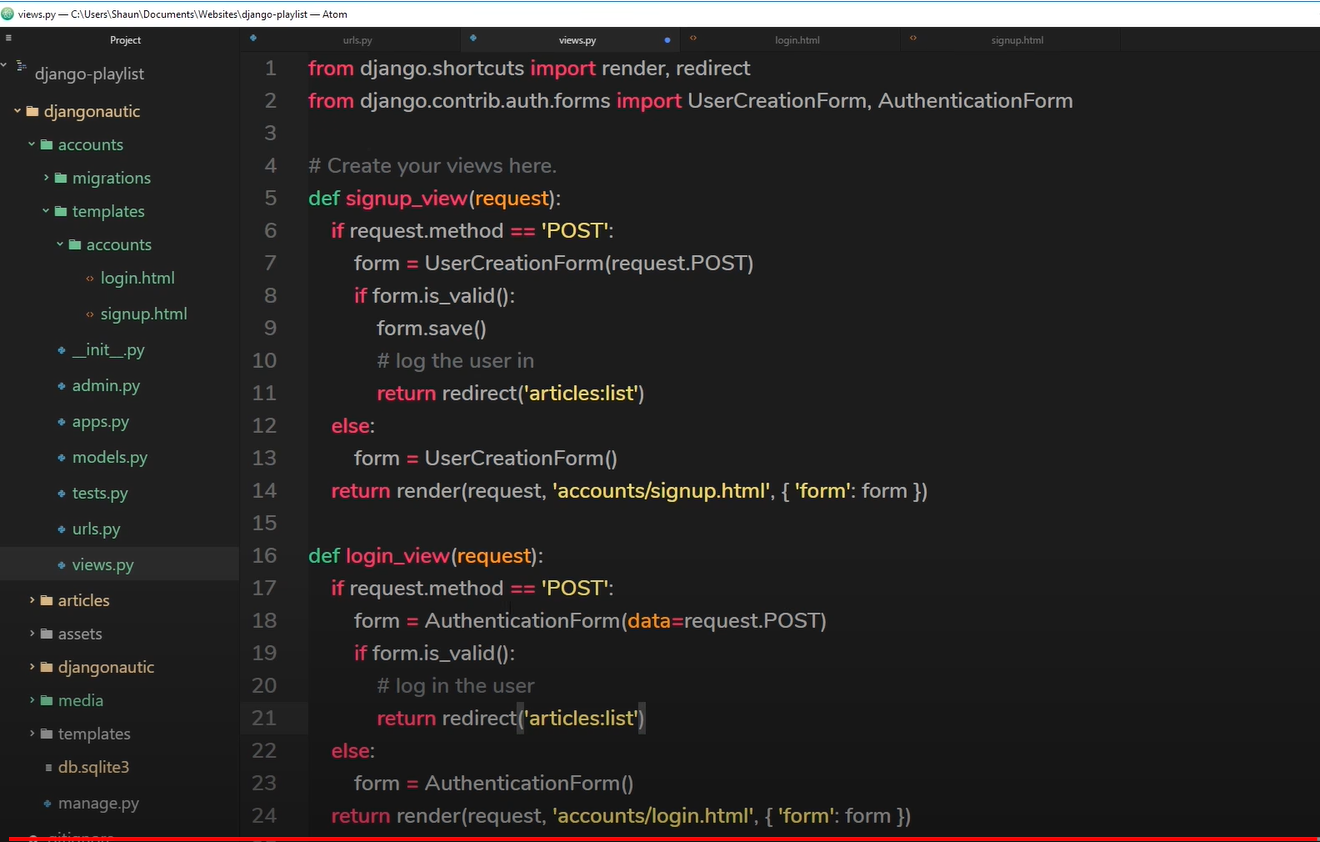 views.py — C:\Users\Shaun\Documents\Websites\django-playlist — Atom
Project
urls.py
views.py
login.html
signup.html
django-playlist
djangonautic
accounts
migrations
templates
accounts
login.html
signup.html
__init__.py
admin.py
apps.py
models.py
tests.py
urls.py
views.py
articles
assets
djangonautic
media
templates
db.sqlite3
manage.py
1 from django.shortcuts import render, redirect
2 from django.contrib.auth.forms import UserCreationForm, AuthenticationForm
3
4 # Create your views here.
5 def signup_view(request):
6 if request.method == 'POST':
7 form = UserCreationForm(request.POST)
8 if form.is_valid():
9 form.save()
10 # log the user in
11 return redirect('articles:list')
12 else:
13 form = UserCreationForm()
14 return render(request, 'accounts/signup.html', { 'form': form })
15
16 def login_view(request):
17 if request.method == 'POST':
18 form = AuthenticationForm(data=request.POST)
19 if form.is_valid():
20 # log in the user
21 return redirect('articles:list')
22 else:
23 form = AuthenticationForm()
24 return render(request, 'accounts/login.html', { 'form': form })